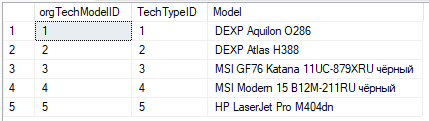 orgTechModelID TechTypeID Model
1 1 1 DEXP Aquilon O286
2 2 2 DEXP Atlas H388
3 3 3 MSI GF76 Katana 11UC-879XRU чёрный
4 4 4 MSI Modern 15 B12M-211RU чёрный
5 5 5 HP LaserJet Pro M404dn